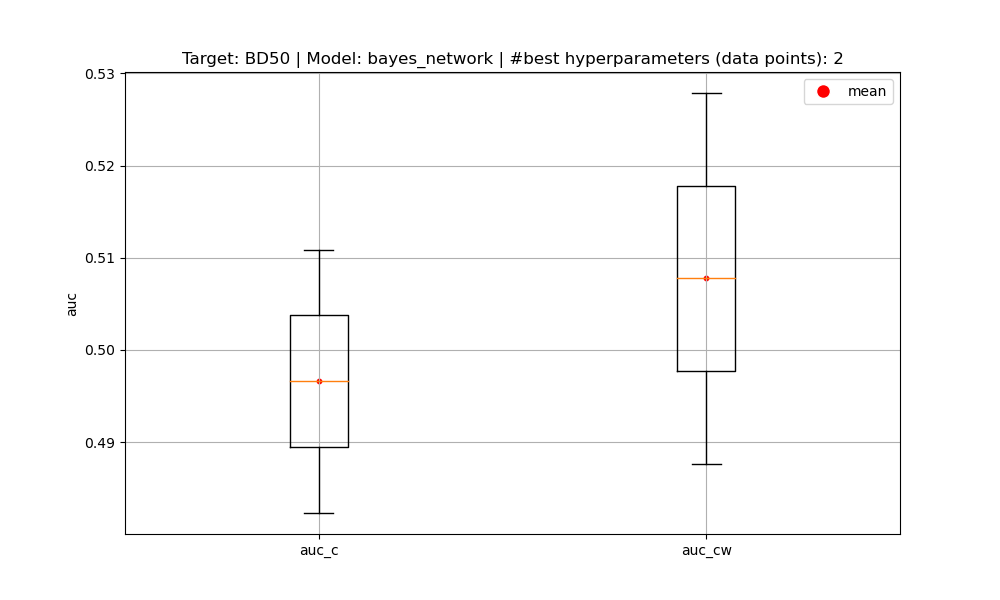 Target: BD50 | Model: bayes_network | #best hyperparameters (data points): 2
mean
0.53
0.52
0.51
0.50
0.49
auc
auc_c
auc_cw